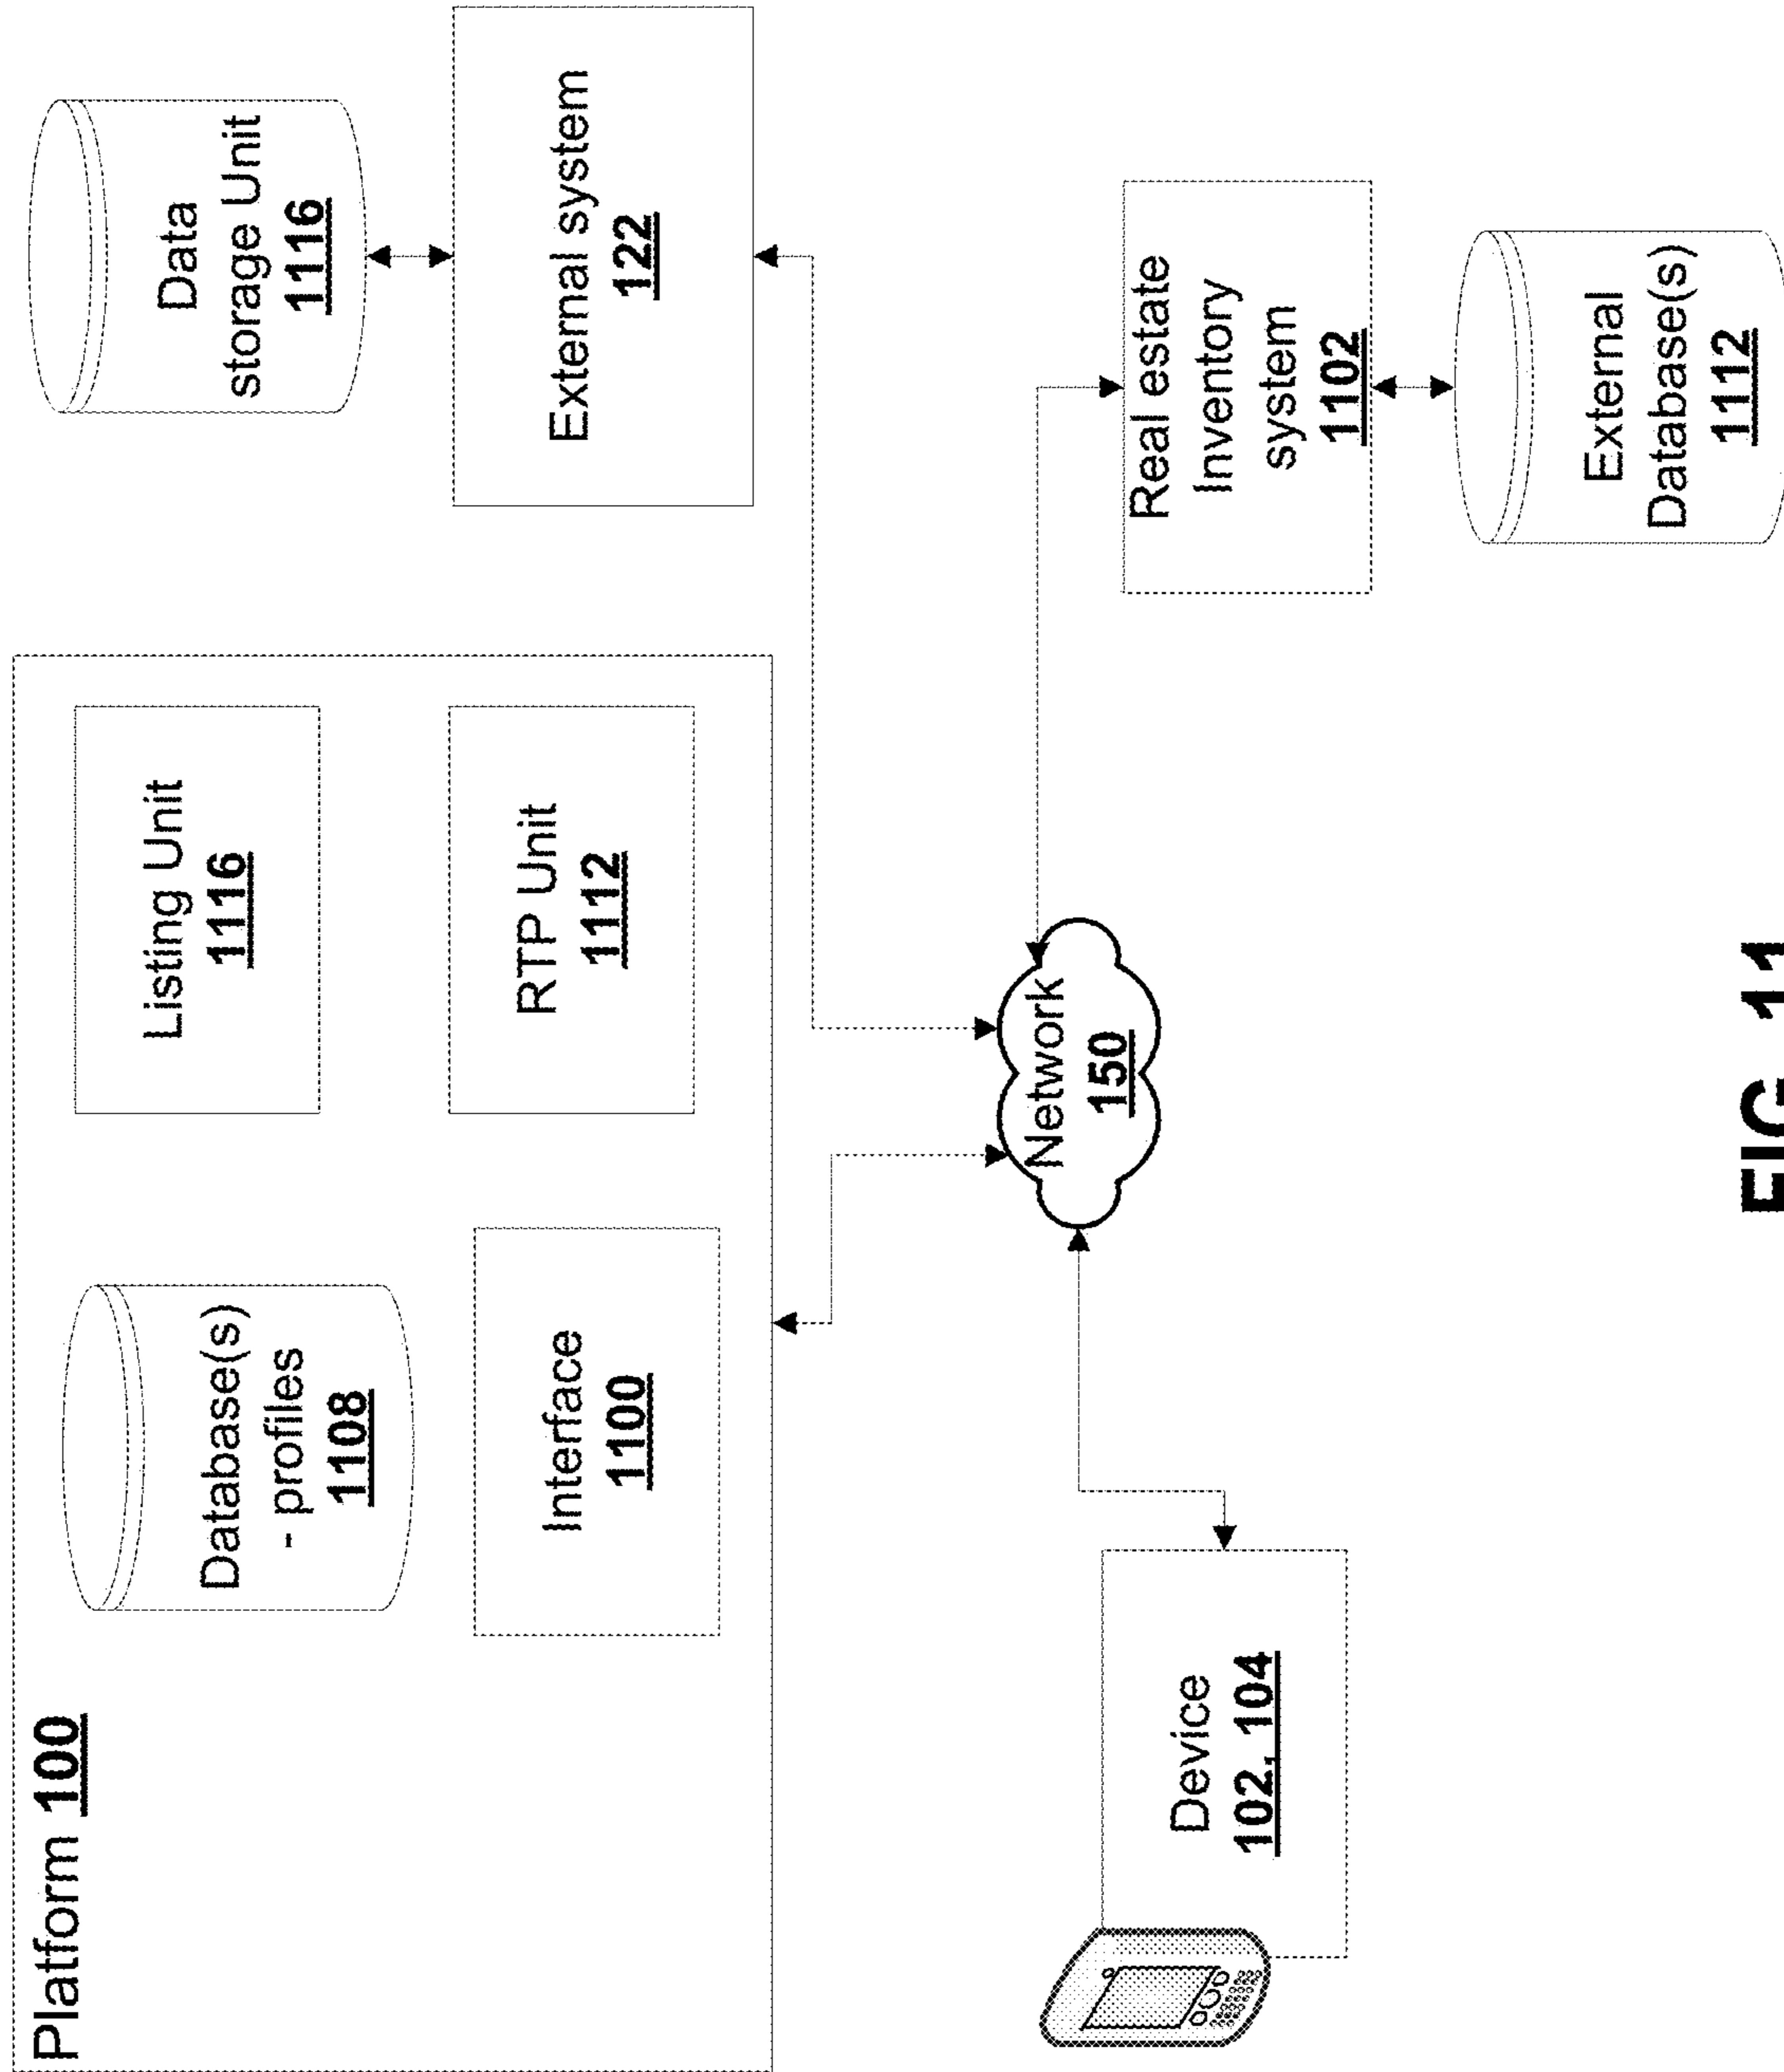 Platform 100
Database(s)
- profiles
1108
Listing Unit
1116
Interface
1100
RTP Unit
1112
Data
storage Unit
1116
External system
122
Network
150
Device
102, 104
Real estate
Inventory
system
1102
External
Database(s)
1112
FIG. 11